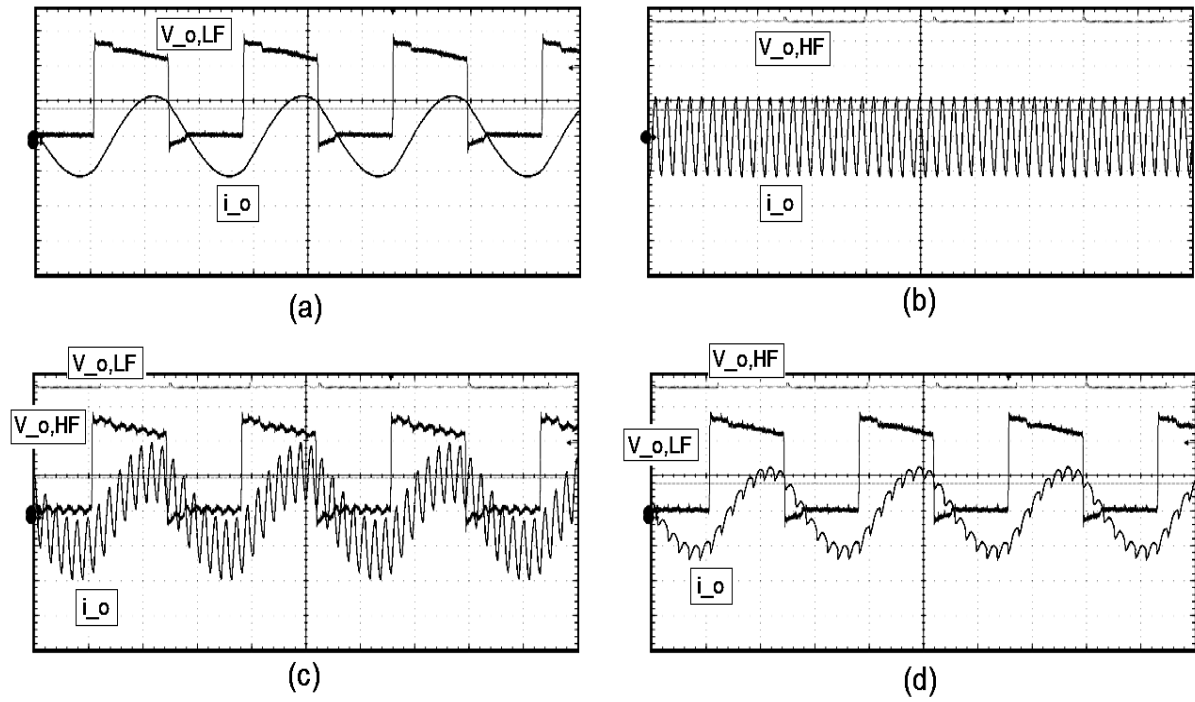 V_o,LF
i_o
(a)
V_o,HF
i_o
(b)
V_o,LF
V_o,HF
i_o
(c)
V_o,HF
V_o,LF
i_o
(d)